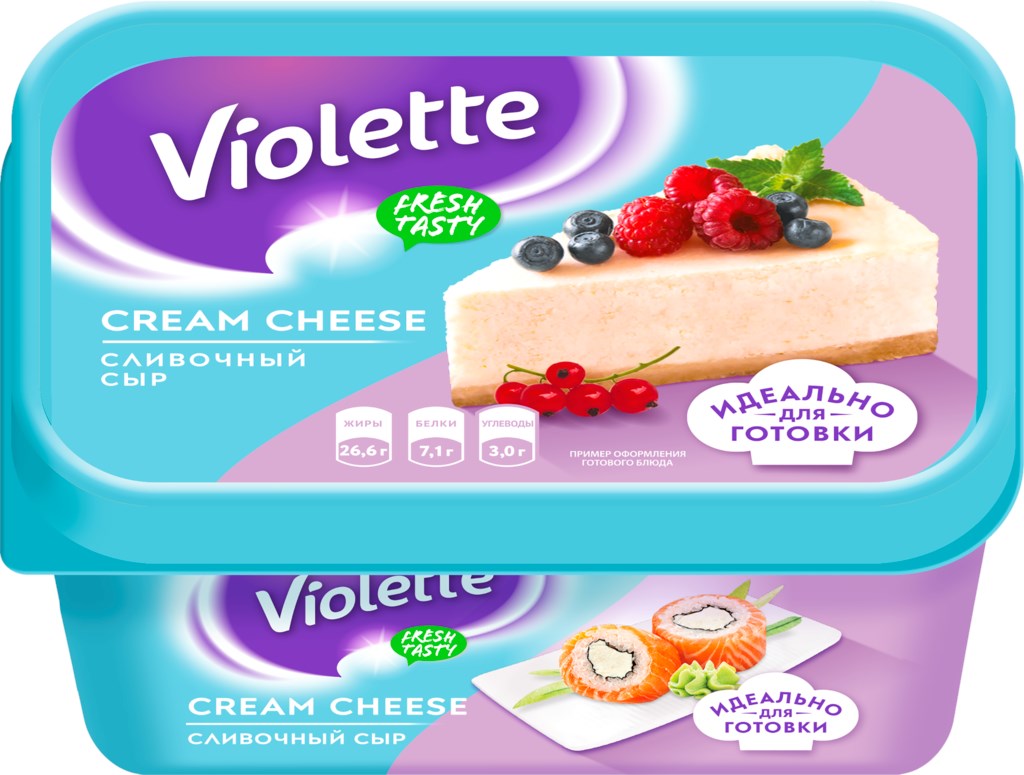 Violette
FRESH
TASTY
CREAM CHEESE
СЛИВОЧНЫЙ
СЫР
ЖИРЫ
26,6 г
БЕЛКИ
7,1 г
УГЛЕВОДЫ
3,0 г
ПРИМЕР ОФОРМЛЕНИЯ
ГОТОВОГО БЛЮДА
ИДЕАЛЬНО
ДЛЯ
ГОТОВКИ
Violette
FRESH
TASTY
CREAM CHEESE
СЛИВОЧНЫЙ СЫР
ИДЕАЛЬНО
ДЛЯ
ГОТОВКИ